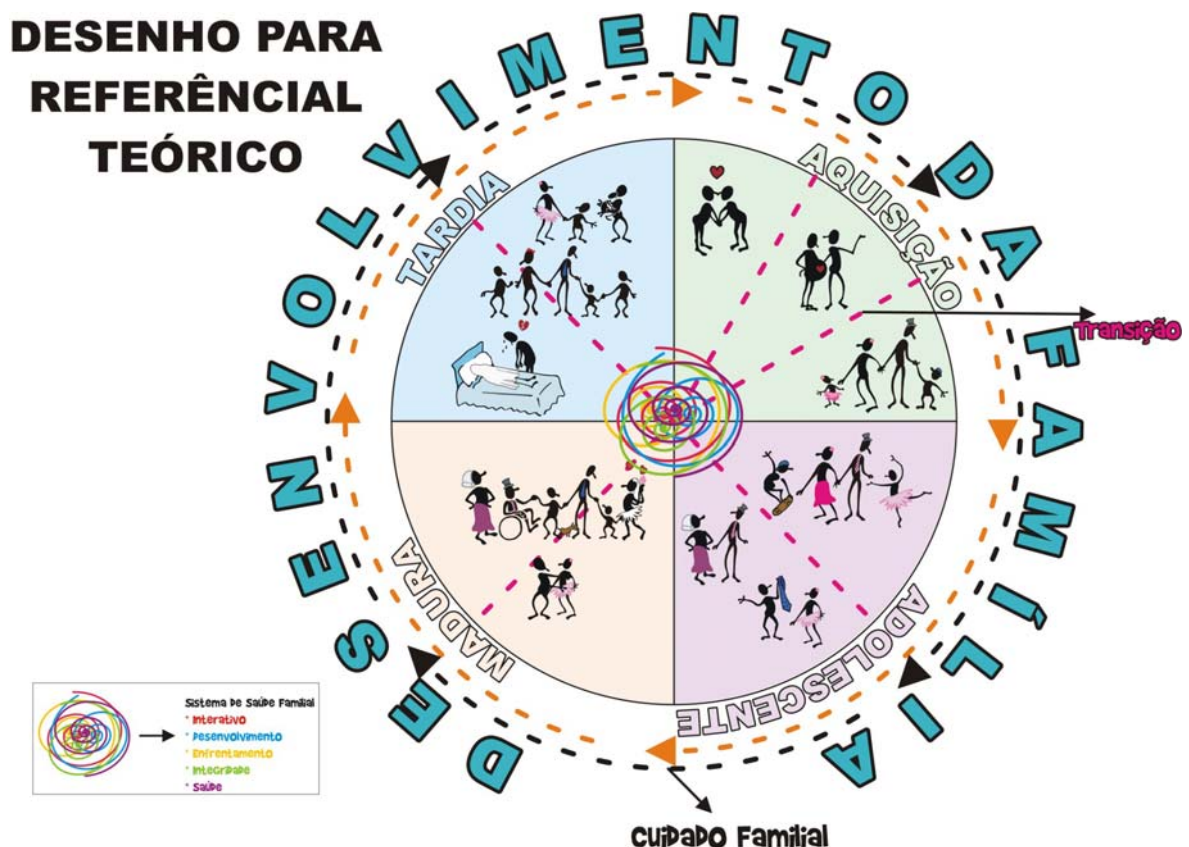 DESENHO PARA
REFERÊNCIAL
TEÓRICO
DESENVOLVIMENTO DA FAMÍLIA
TARDIA
AQUISIÇÃO
Transição
MADURA
ADOLESCENTE
Sistema de Saúde Familial
* Interativo
* Desenvolvimento
* Enfrentamento
* Integridade
* Saúde
Cuidado Familial